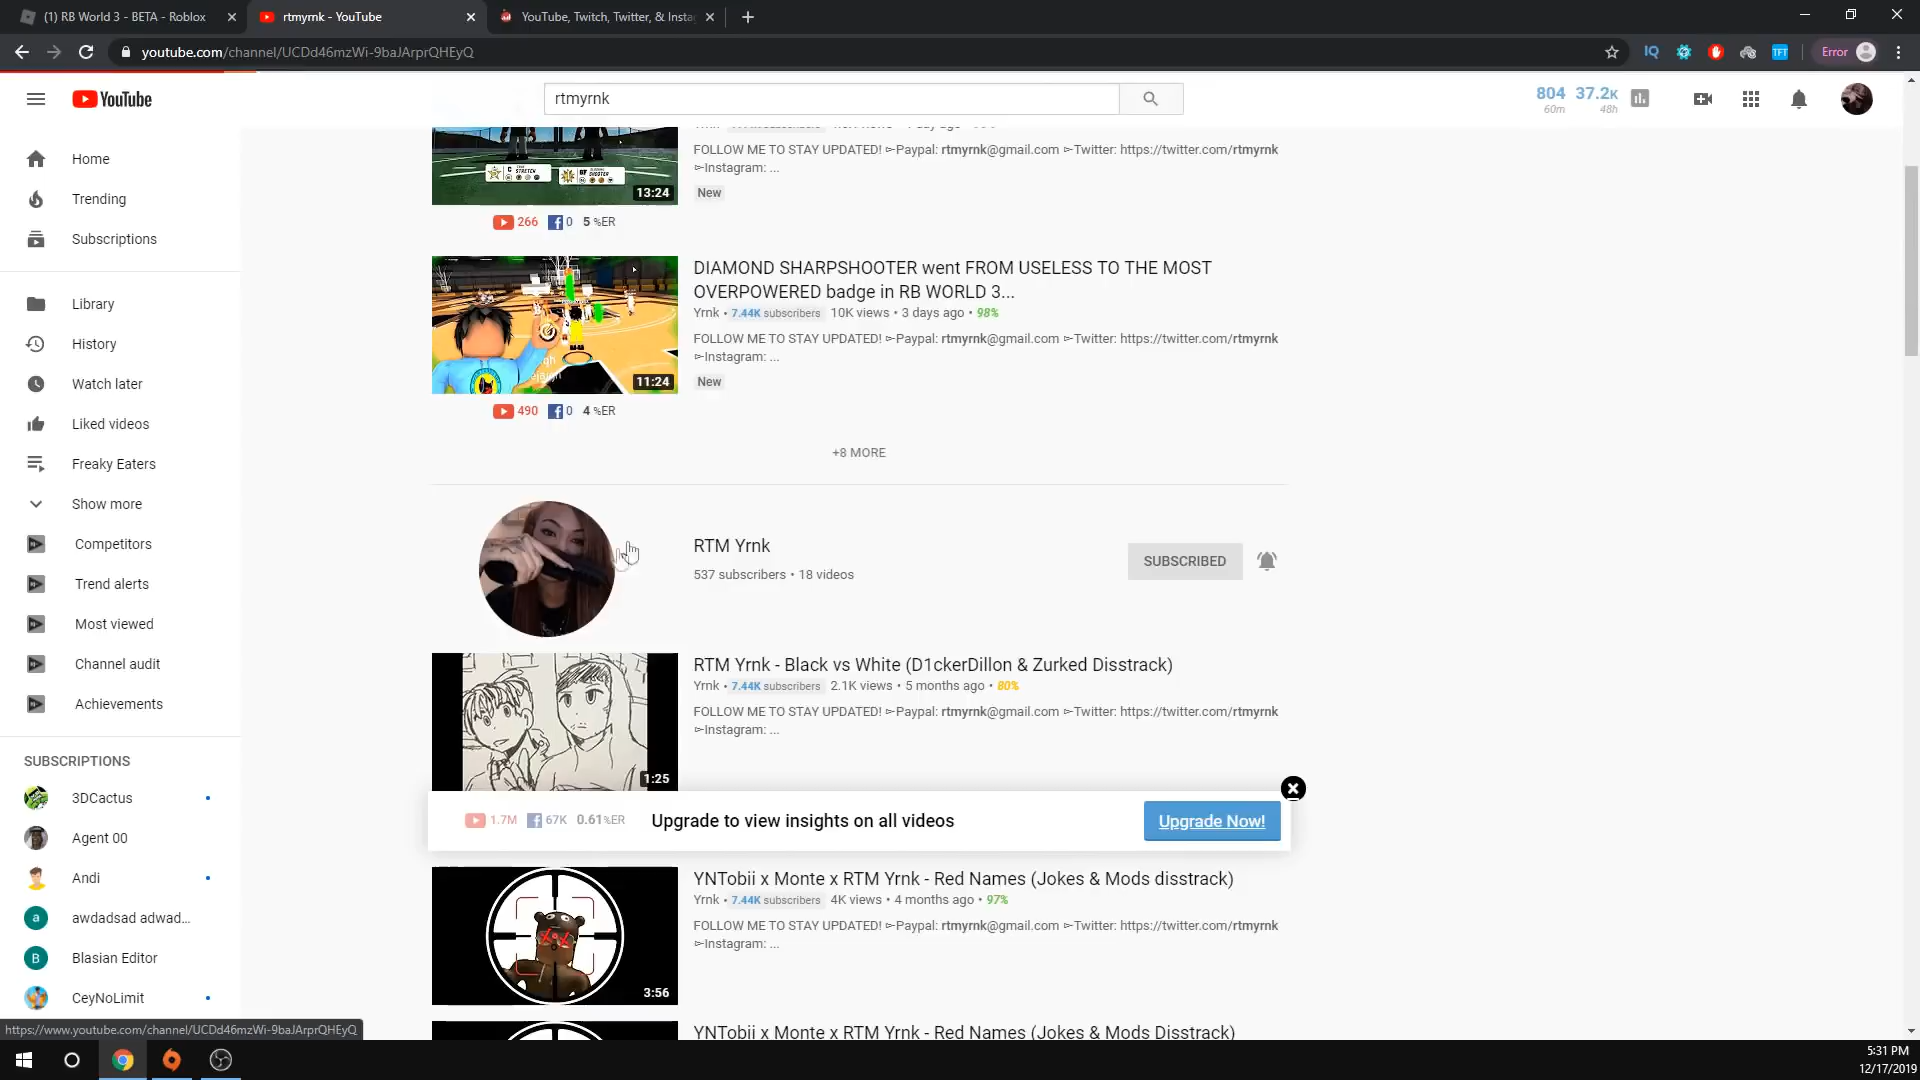 (1) RB World 3 - BETA - Roblox
rtmyrnk - YouTube
YouTube, Twitch, Twitter, & Insta
youtube.com/channel/UCDd46mzWi-9baJArprQHEyQ
IQ
TFT
Error
YouTube
rtmyrnk
804 37.2K
60m 48h
Home
Trending
Subscriptions
Library
History
Watch later
Liked videos
Freaky Eaters
Show more
Competitors
Trend alerts
Most viewed
Channel audit
Achievements
SUBSCRIPTIONS
3DCactus
Agent 00
Andi
a awdadsad adwad...
B Blasian Editor
CeyNoLimit
FOLLOW ME TO STAY UPDATED! ➳Paypal: rtmyrnk@gmail.com ➳Twitter: https://twitter.com/rtmyrnk
➳Instagram: ...
New
13:24
266 0 5 %ER
DIAMOND SHARPSHOOTER went FROM USELESS TO THE MOST
OVERPOWERED badge in RB WORLD 3...
Yrnk • 7.44K subscribers 10K views • 3 days ago • 98%
FOLLOW ME TO STAY UPDATED! ➳Paypal: rtmyrnk@gmail.com ➳Twitter: https://twitter.com/rtmyrnk
➳Instagram: ...
New
11:24
490 0 4 %ER
+8 MORE
RTM Yrnk
537 subscribers • 18 videos
SUBSCRIBED
RTM Yrnk - Black vs White (D1ckerDillon & Zurked Disstrack)
Yrnk • 7.44K subscribers 2.1K views • 5 months ago • 80%
FOLLOW ME TO STAY UPDATED! ➳Paypal: rtmyrnk@gmail.com ➳Twitter: https://twitter.com/rtmyrnk
➳Instagram: ...
1:25
1.7M 67K 0.61%ER Upgrade to view insights on all videos Upgrade Now!
YNTobii x Monte x RTM Yrnk - Red Names (Jokes & Mods disstrack)
Yrnk • 7.44K subscribers 4K views • 4 months ago • 97%
FOLLOW ME TO STAY UPDATED! ➳Paypal: rtmyrnk@gmail.com ➳Twitter: https://twitter.com/rtmyrnk
➳Instagram: ...
3:56
YNTobii x Monte x RTM Yrnk - Red Names (Jokes & Mods Disstrack)
https://www.youtube.com/channel/UCDd46mzWi-9baJArprQHEyQ
5:31 PM
12/17/2019